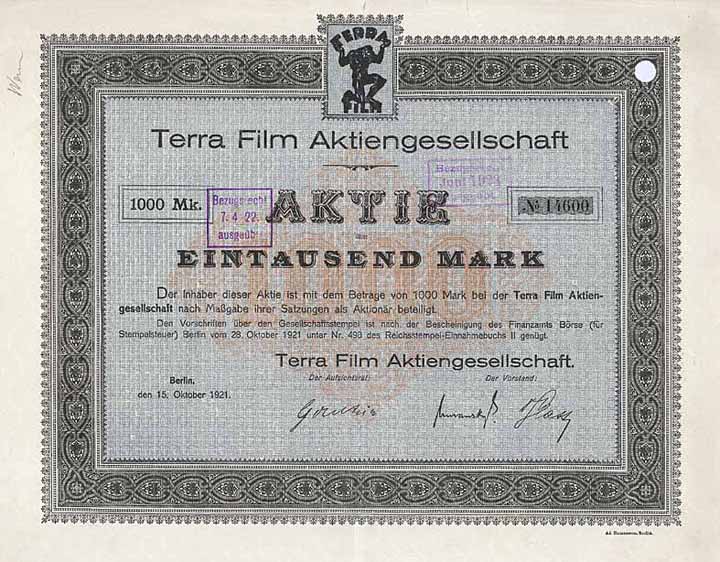 TERRA
FILM
Terra Film Aktiengesellschaft
1000 Mk.
Bezugsrecht
7.4.22
ausgeübt
Juni 1923
AKTIE
№ 14600
EINTAUSEND MARK
Der Inhaber dieser Aktie ist mit dem Betrage von 1000 Mark bei der Terra Film Aktien-
gesellschaft nach Maßgabe ihrer Satzungen als Aktionär beteiligt.
Den Vorschriften über den Gesellschaftstempel ist nach der Bescheinigung des Finanzamts Börse (für
Stempelsteuer) Berlin vom 28. Oktober 1921 unter Nr. 493 des Reichsstempel-Einnahmebuchs II genügt.
Terra Film Aktiengesellschaft.
Berlin,
den 15. Oktober 1921.
Der Aufsichtsrat:
Der Vorstand: